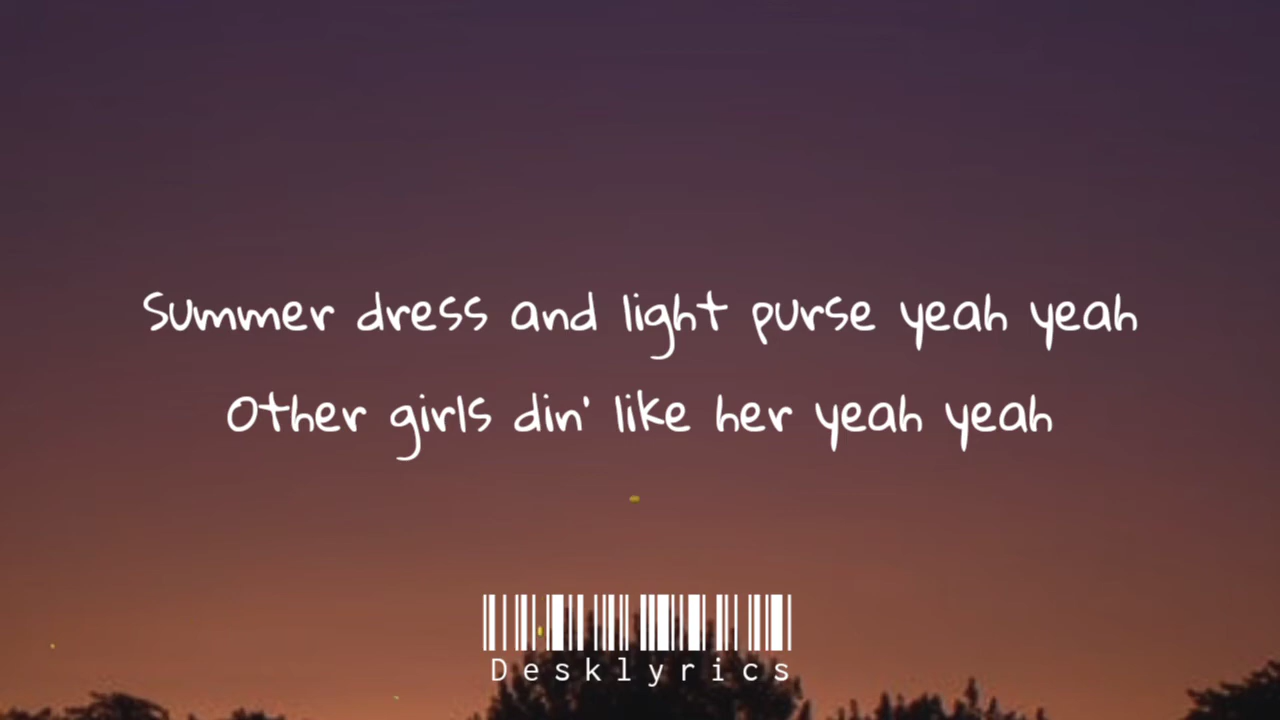 Summer dress and light purse yeah yeah
Other girls din' like her yeah yeah
Desklyrics